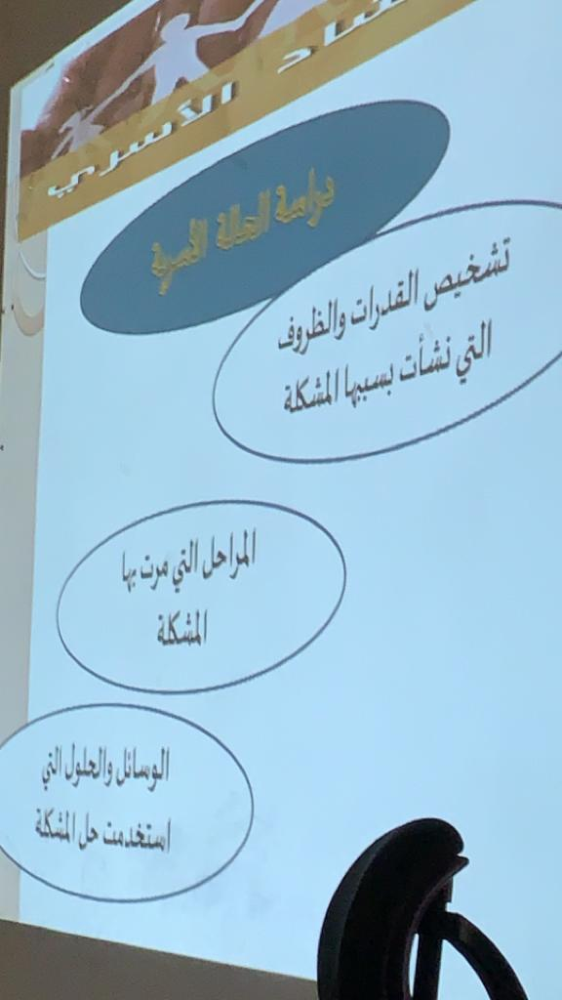 الأسري
دراسة الحالة الأسرية
تشخيص القدرات والظروف
التي نشأت بسببها المشكلة
المراحل التي مرت بها
المشكلة
الوسائل والحلول التي
استخدمت حل المشكلة